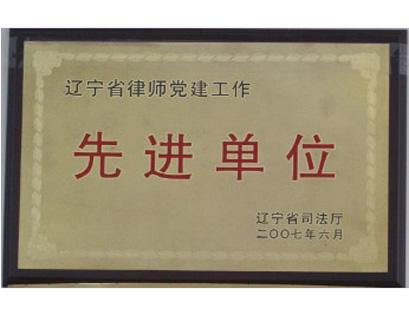 辽宁省律师党建工作
先进单位
辽宁省司法厅
二〇〇七年六月